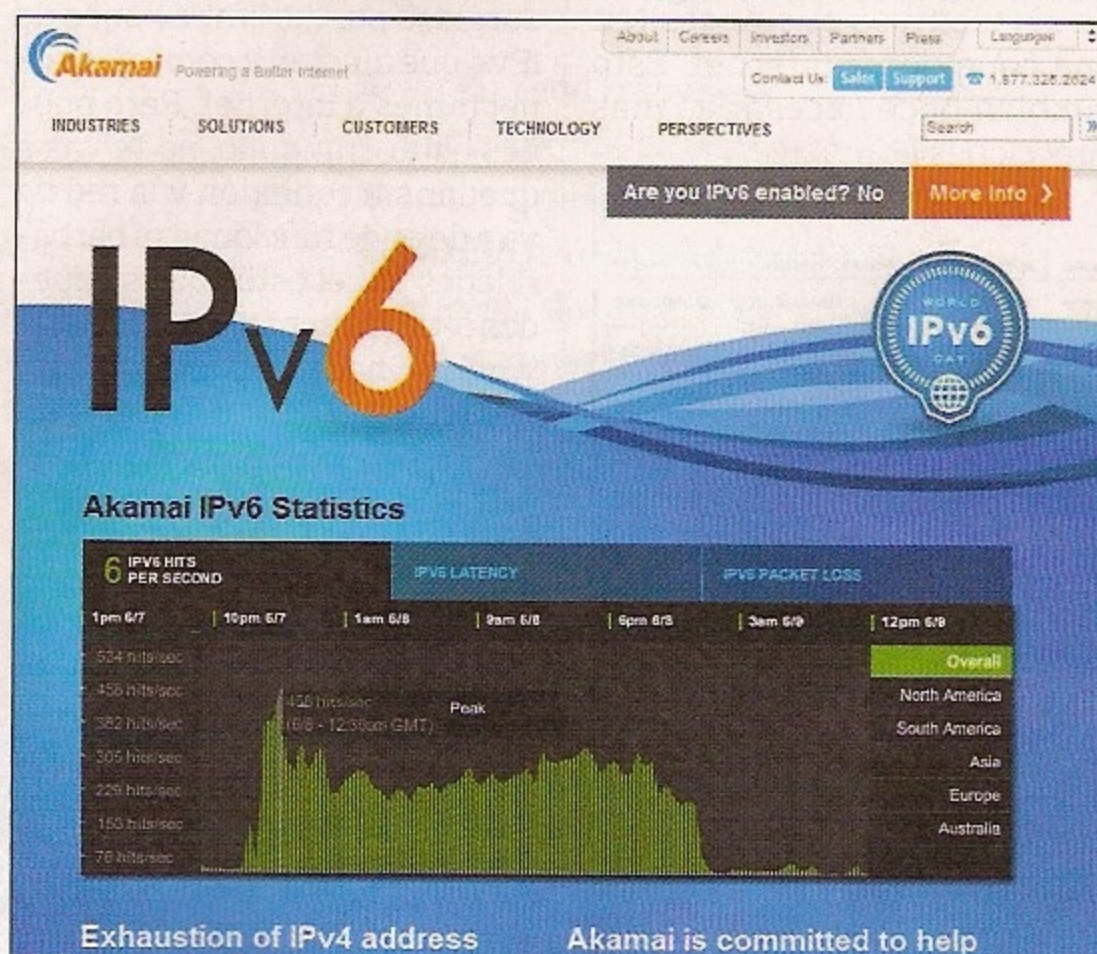 About Careers Investors Partners Press Languages
Akamai Powering a Better Internet
Contact Us: Sales Support 1.877.325.2624
INDUSTRIES SOLUTIONS CUSTOMERS TECHNOLOGY PERSPECTIVES
Search
Are you IPv6 enabled? No More Info
IPv6
WORLD
IPv6
DAY
Akamai IPv6 Statistics
6 IPV6 HITS
PER SECOND
IPV6 LATENCY
IPV6 PACKET LOSS
1pm 6/7 10pm 6/7 1am 6/8 9am 6/8 6pm 6/8 3am 6/9 12pm 6/9
534 hits/sec
458 hits/sec
382 hits/sec
305 hits/sec
229 hits/sec
153 hits/sec
76 hits/sec
458 hits/sec
Peak
Overall
North America
South America
Asia
Europe
Australia
Exhaustion of IPv4 address
Akamai is committed to help